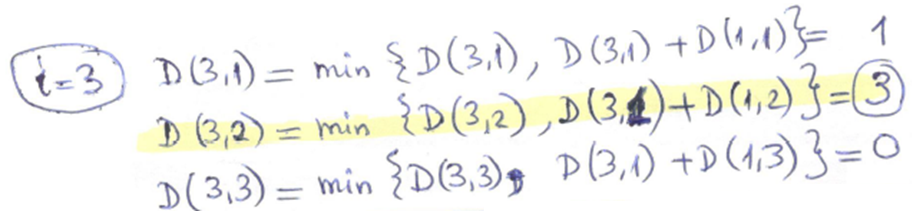 i=3 D(3,1) = min {D(3,1), D(3,1) + D(1,1)} = 1
D(3,2) = min {D(3,2), D(3,1) + D(1,2)} = 3
D(3,3) = min {D(3,3), D(3,1) + D(1,3)} = 0